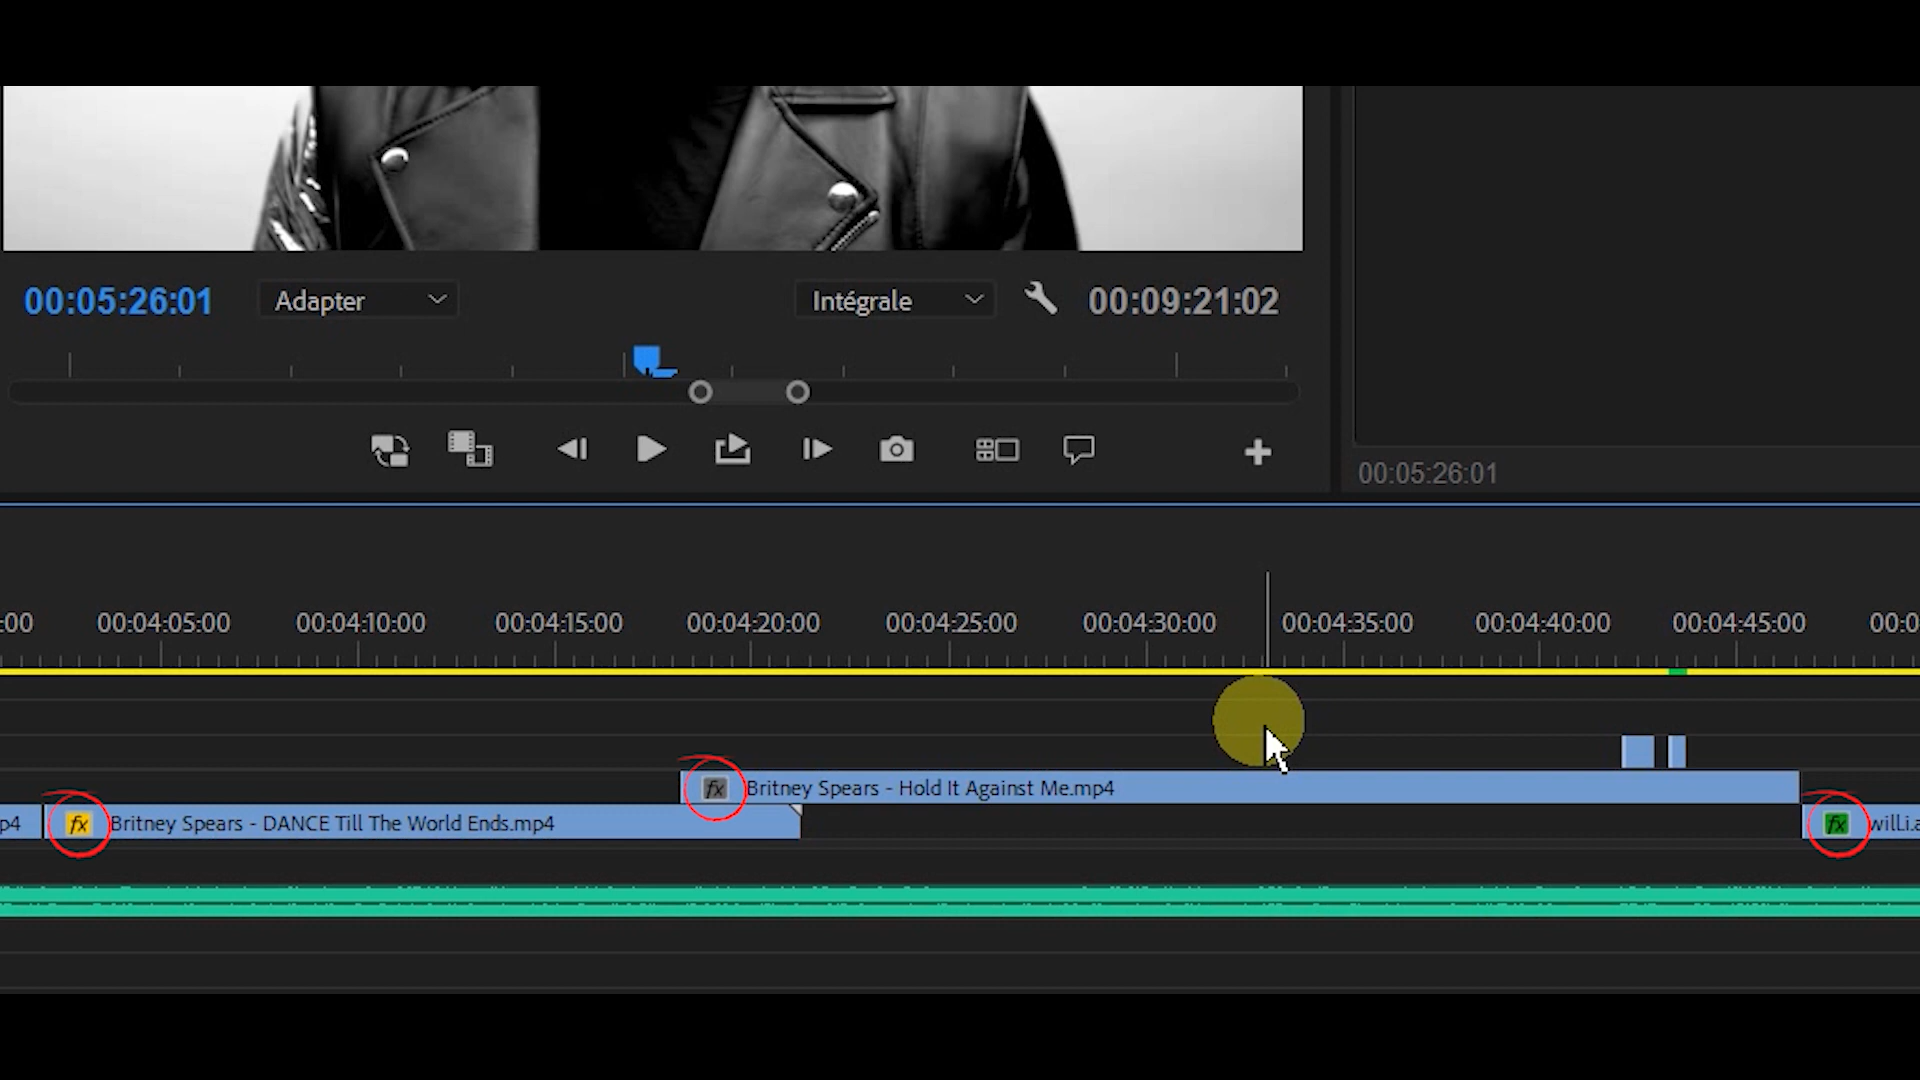 00:05:26:01 Adapter Intégrale 00:09:21:02
00:05:26:01
:00 00:04:05:00 00:04:10:00 00:04:15:00 00:04:20:00 00:04:25:00 00:04:30:00 00:04:35:00 00:04:40:00 00:04:45:00 00:0
fx Britney Spears - Hold It Against Me.mp4
p4 fx Britney Spears - DANCE Till The World Ends.mp4 fx will.i.a